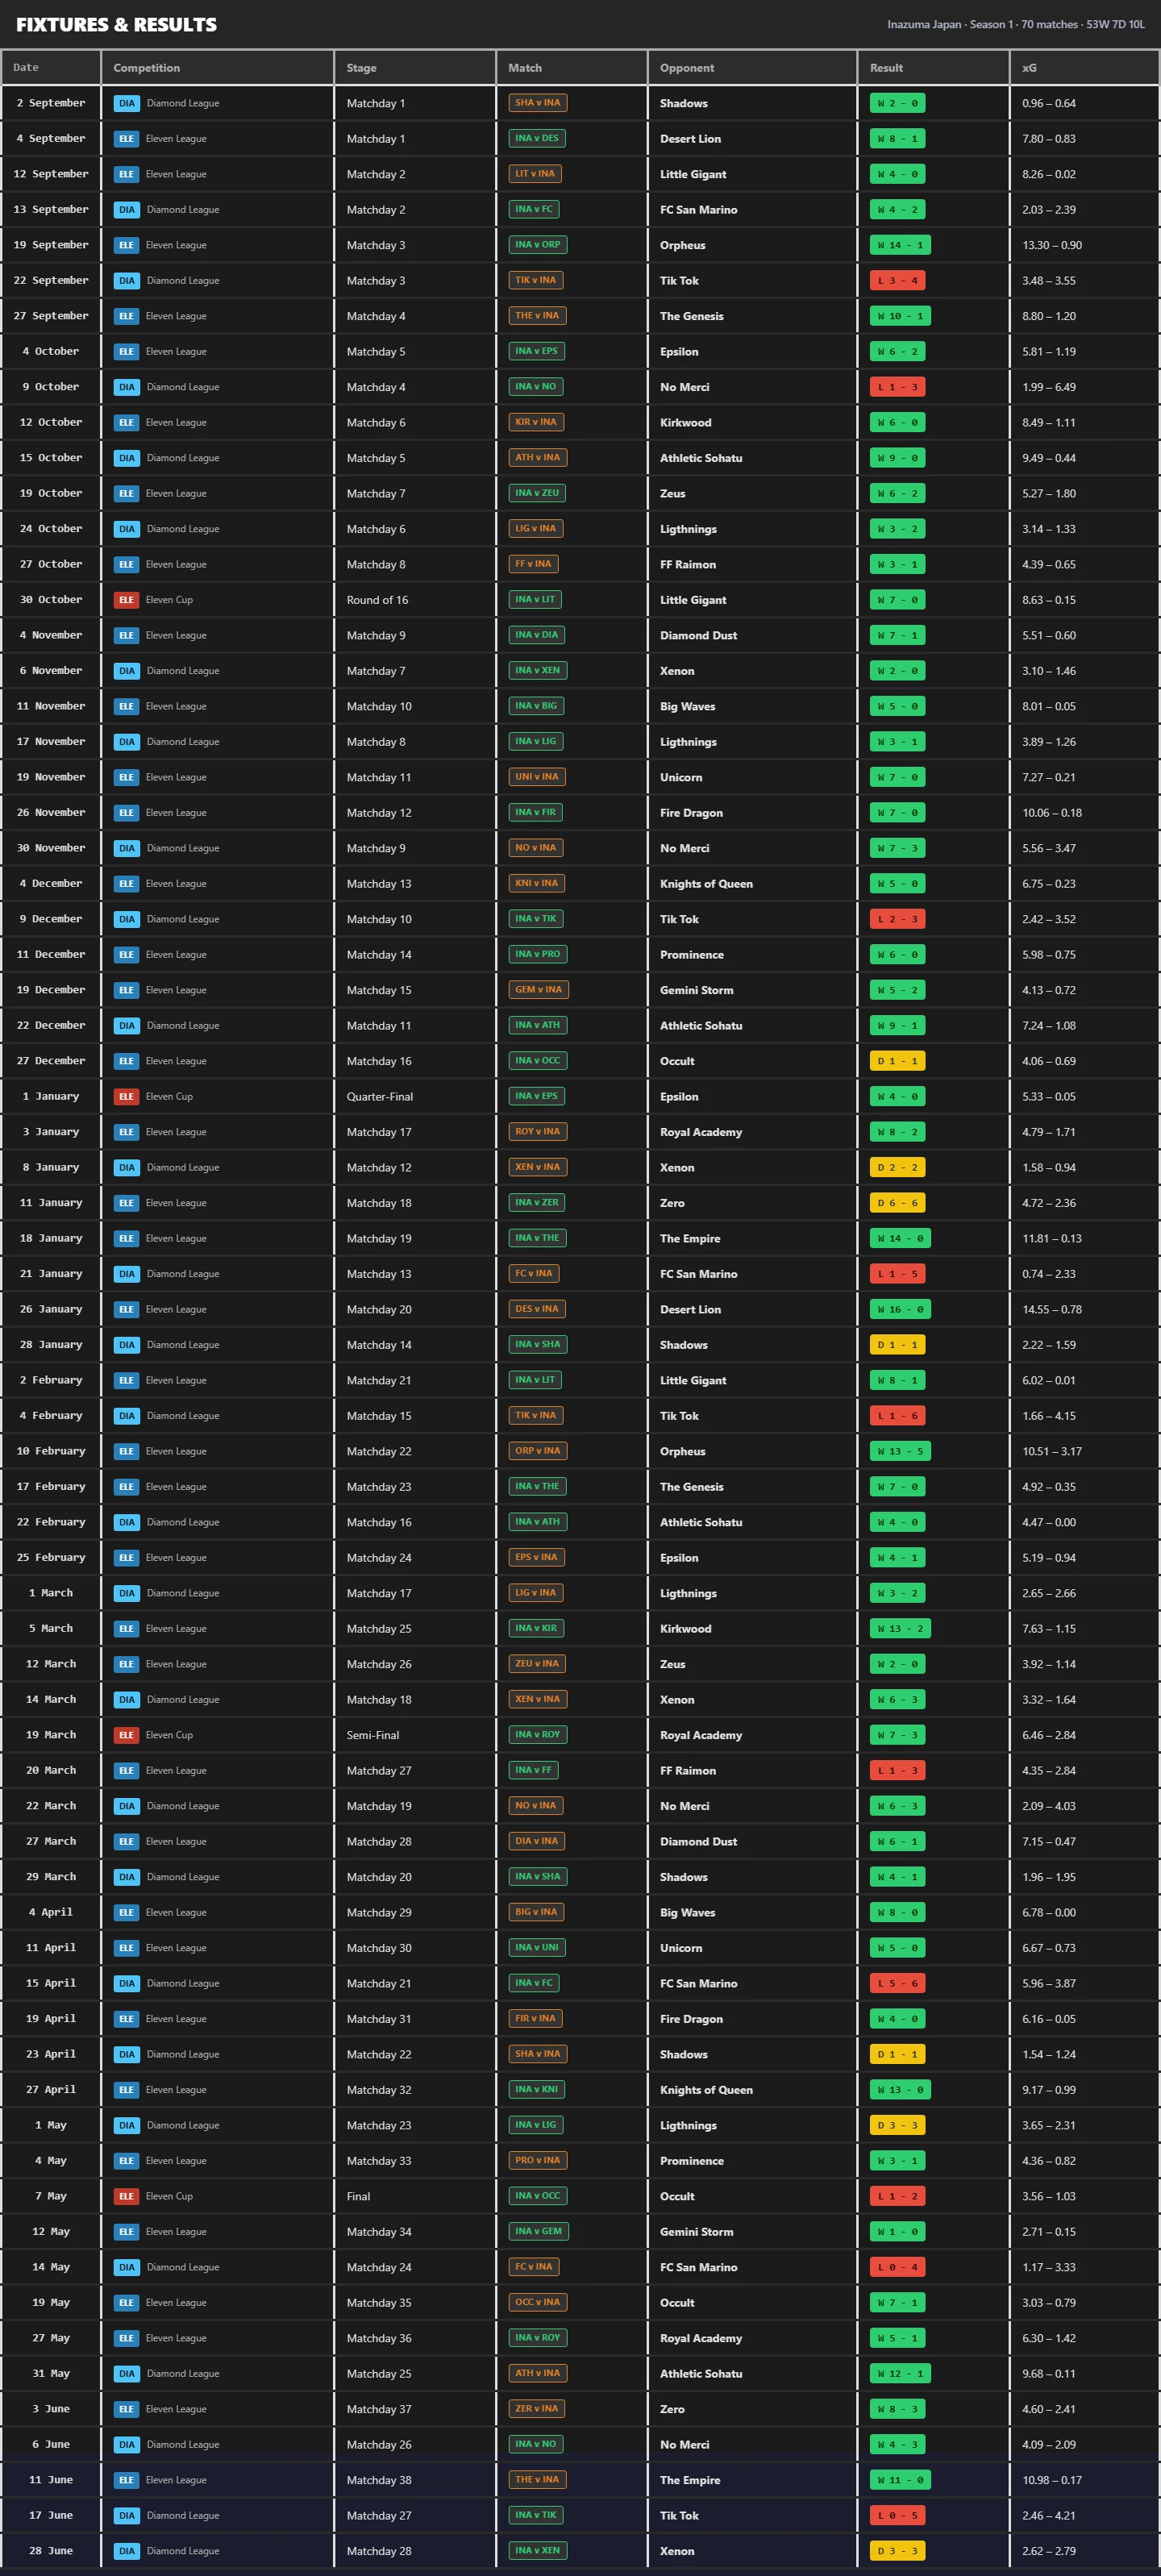 FIXTURES & RESULTS
Inazuma Japan · Season 1 · 70 matches · 53W 7D 10L
Date Competition Stage Match Opponent Result xG
2 September DIA Diamond League Matchday 1 SHA v INA Shadows W 2 - 0 0.96 – 0.64
4 September ELE Eleven League Matchday 1 INA v DES Desert Lion W 8 - 1 7.80 – 0.83
12 September ELE Eleven League Matchday 2 LIT v INA Little Gigant W 4 - 0 8.26 – 0.02
13 September DIA Diamond League Matchday 2 INA v FC FC San Marino W 4 - 2 2.03 – 2.39
19 September ELE Eleven League Matchday 3 INA v ORP Orpheus W 14 - 1 13.30 – 0.90
22 September DIA Diamond League Matchday 3 TIK v INA Tik Tok L 3 - 4 3.48 – 3.55
27 September ELE Eleven League Matchday 4 THE v INA The Genesis W 10 - 1 8.80 – 1.20
4 October ELE Eleven League Matchday 5 INA v EPS Epsilon W 6 - 2 5.81 – 1.19
9 October DIA Diamond League Matchday 4 INA v NO No Merci L 1 - 3 1.99 – 6.49
12 October ELE Eleven League Matchday 6 KIR v INA Kirkwood W 6 - 0 8.49 – 1.11
15 October DIA Diamond League Matchday 5 ATH v INA Athletic Sohatu W 9 - 0 9.49 – 0.44
19 October ELE Eleven League Matchday 7 INA v ZEU Zeus W 6 - 2 5.27 – 1.80
24 October DIA Diamond League Matchday 6 LIG v INA Ligthnings W 3 - 2 3.14 – 1.33
27 October ELE Eleven League Matchday 8 FF v INA FF Raimon W 3 - 1 4.39 – 0.65
30 October ELE Eleven Cup Round of 16 INA v LIT Little Gigant W 7 - 0 8.63 – 0.15
4 November ELE Eleven League Matchday 9 INA v DIA Diamond Dust W 7 - 1 5.51 – 0.60
6 November DIA Diamond League Matchday 7 INA v XEN Xenon W 2 - 0 3.10 – 1.46
11 November ELE Eleven League Matchday 10 INA v BIG Big Waves W 5 - 0 8.01 – 0.05
17 November DIA Diamond League Matchday 8 INA v LIG Ligthnings W 3 - 1 3.89 – 1.26
19 November ELE Eleven League Matchday 11 UNI v INA Unicorn W 7 - 0 7.27 – 0.21
26 November ELE Eleven League Matchday 12 INA v FIR Fire Dragon W 7 - 0 10.06 – 0.18
30 November DIA Diamond League Matchday 9 NO v INA No Merci W 7 - 3 5.56 – 3.47
4 December ELE Eleven League Matchday 13 KNI v INA Knights of Queen W 5 - 0 6.75 – 0.23
9 December DIA Diamond League Matchday 10 INA v TIK Tik Tok L 2 - 3 2.42 – 3.52
11 December ELE Eleven League Matchday 14 INA v PRO Prominence W 6 - 0 5.98 – 0.75
19 December ELE Eleven League Matchday 15 GEM v INA Gemini Storm W 5 - 2 4.13 – 0.72
22 December DIA Diamond League Matchday 11 INA v ATH Athletic Sohatu W 9 - 1 7.24 – 1.08
27 December ELE Eleven League Matchday 16 INA v OCC Occult D 1 - 1 4.06 – 0.69
1 January ELE Eleven Cup Quarter-Final INA v EPS Epsilon W 4 - 0 5.33 – 0.05
3 January ELE Eleven League Matchday 17 ROY v INA Royal Academy W 8 - 2 4.79 – 1.71
8 January DIA Diamond League Matchday 12 XEN v INA Xenon D 2 - 2 1.58 – 0.94
11 January ELE Eleven League Matchday 18 INA v ZER Zero D 6 - 6 4.72 – 2.36
18 January ELE Eleven League Matchday 19 INA v THE The Empire W 14 - 0 11.81 – 0.13
21 January DIA Diamond League Matchday 13 FC v INA FC San Marino L 1 - 5 0.74 – 2.33
26 January ELE Eleven League Matchday 20 DES v INA Desert Lion W 16 - 0 14.55 – 0.78
28 January DIA Diamond League Matchday 14 INA v SHA Shadows D 1 - 1 2.22 – 1.59
2 February ELE Eleven League Matchday 21 INA v LIT Little Gigant W 8 - 1 6.02 – 0.01
4 February DIA Diamond League Matchday 15 TIK v INA Tik Tok L 1 - 6 1.66 – 4.15
10 February ELE Eleven League Matchday 22 ORP v INA Orpheus W 13 - 5 10.51 – 3.17
17 February ELE Eleven League Matchday 23 INA v THE The Genesis W 7 - 0 4.92 – 0.35
22 February DIA Diamond League Matchday 16 INA v ATH Athletic Sohatu W 4 - 0 4.47 – 0.00
25 February ELE Eleven League Matchday 24 EPS v INA Epsilon W 4 - 1 5.19 – 0.94
1 March DIA Diamond League Matchday 17 LIG v INA Ligthnings W 3 - 2 2.65 – 2.66
5 March ELE Eleven League Matchday 25 INA v KIR Kirkwood W 13 - 2 7.63 – 1.15
12 March ELE Eleven League Matchday 26 ZEU v INA Zeus W 2 - 0 3.92 – 1.14
14 March DIA Diamond League Matchday 18 XEN v INA Xenon W 6 - 3 3.32 – 1.64
19 March ELE Eleven Cup Semi-Final INA v ROY Royal Academy W 7 - 3 6.46 – 2.84
20 March ELE Eleven League Matchday 27 INA v FF FF Raimon L 1 - 3 4.35 – 2.84
22 March DIA Diamond League Matchday 19 NO v INA No Merci W 6 - 3 2.09 – 4.03
27 March ELE Eleven League Matchday 28 DIA v INA Diamond Dust W 6 - 1 7.15 – 0.47
29 March DIA Diamond League Matchday 20 INA v SHA Shadows W 4 - 1 1.96 – 1.95
4 April ELE Eleven League Matchday 29 BIG v INA Big Waves W 8 - 0 6.78 – 0.00
11 April ELE Eleven League Matchday 30 INA v UNI Unicorn W 5 - 0 6.67 – 0.73
15 April DIA Diamond League Matchday 21 INA v FC FC San Marino L 5 - 6 5.96 – 3.87
19 April ELE Eleven League Matchday 31 FIR v INA Fire Dragon W 4 - 0 6.16 – 0.05
23 April DIA Diamond League Matchday 22 SHA v INA Shadows D 1 - 1 1.54 – 1.24
27 April ELE Eleven League Matchday 32 INA v KNI Knights of Queen W 13 - 0 9.17 – 0.99
1 May DIA Diamond League Matchday 23 INA v LIG Ligthnings D 3 - 3 3.65 – 2.31
4 May ELE Eleven League Matchday 33 PRO v INA Prominence W 3 - 1 4.36 – 0.82
7 May ELE Eleven Cup Final INA v OCC Occult L 1 - 2 3.56 – 1.03
12 May ELE Eleven League Matchday 34 INA v GEM Gemini Storm W 1 - 0 2.71 – 0.15
14 May DIA Diamond League Matchday 24 FC v INA FC San Marino L 0 - 4 1.17 – 3.33
19 May ELE Eleven League Matchday 35 OCC v INA Occult W 7 - 1 3.03 – 0.79
27 May ELE Eleven League Matchday 36 INA v ROY Royal Academy W 5 - 1 6.30 – 1.42
31 May DIA Diamond League Matchday 25 ATH v INA Athletic Sohatu W 12 - 1 9.68 – 0.11
3 June ELE Eleven League Matchday 37 ZER v INA Zero W 8 - 3 4.60 – 2.41
6 June DIA Diamond League Matchday 26 INA v NO No Merci W 4 - 3 4.09 – 2.09
11 June ELE Eleven League Matchday 38 THE v INA The Empire W 11 - 0 10.98 – 0.17
17 June DIA Diamond League Matchday 27 INA v TIK Tik Tok L 0 - 5 2.46 – 4.21
28 June DIA Diamond League Matchday 28 INA v XEN Xenon D 3 - 3 2.62 – 2.79